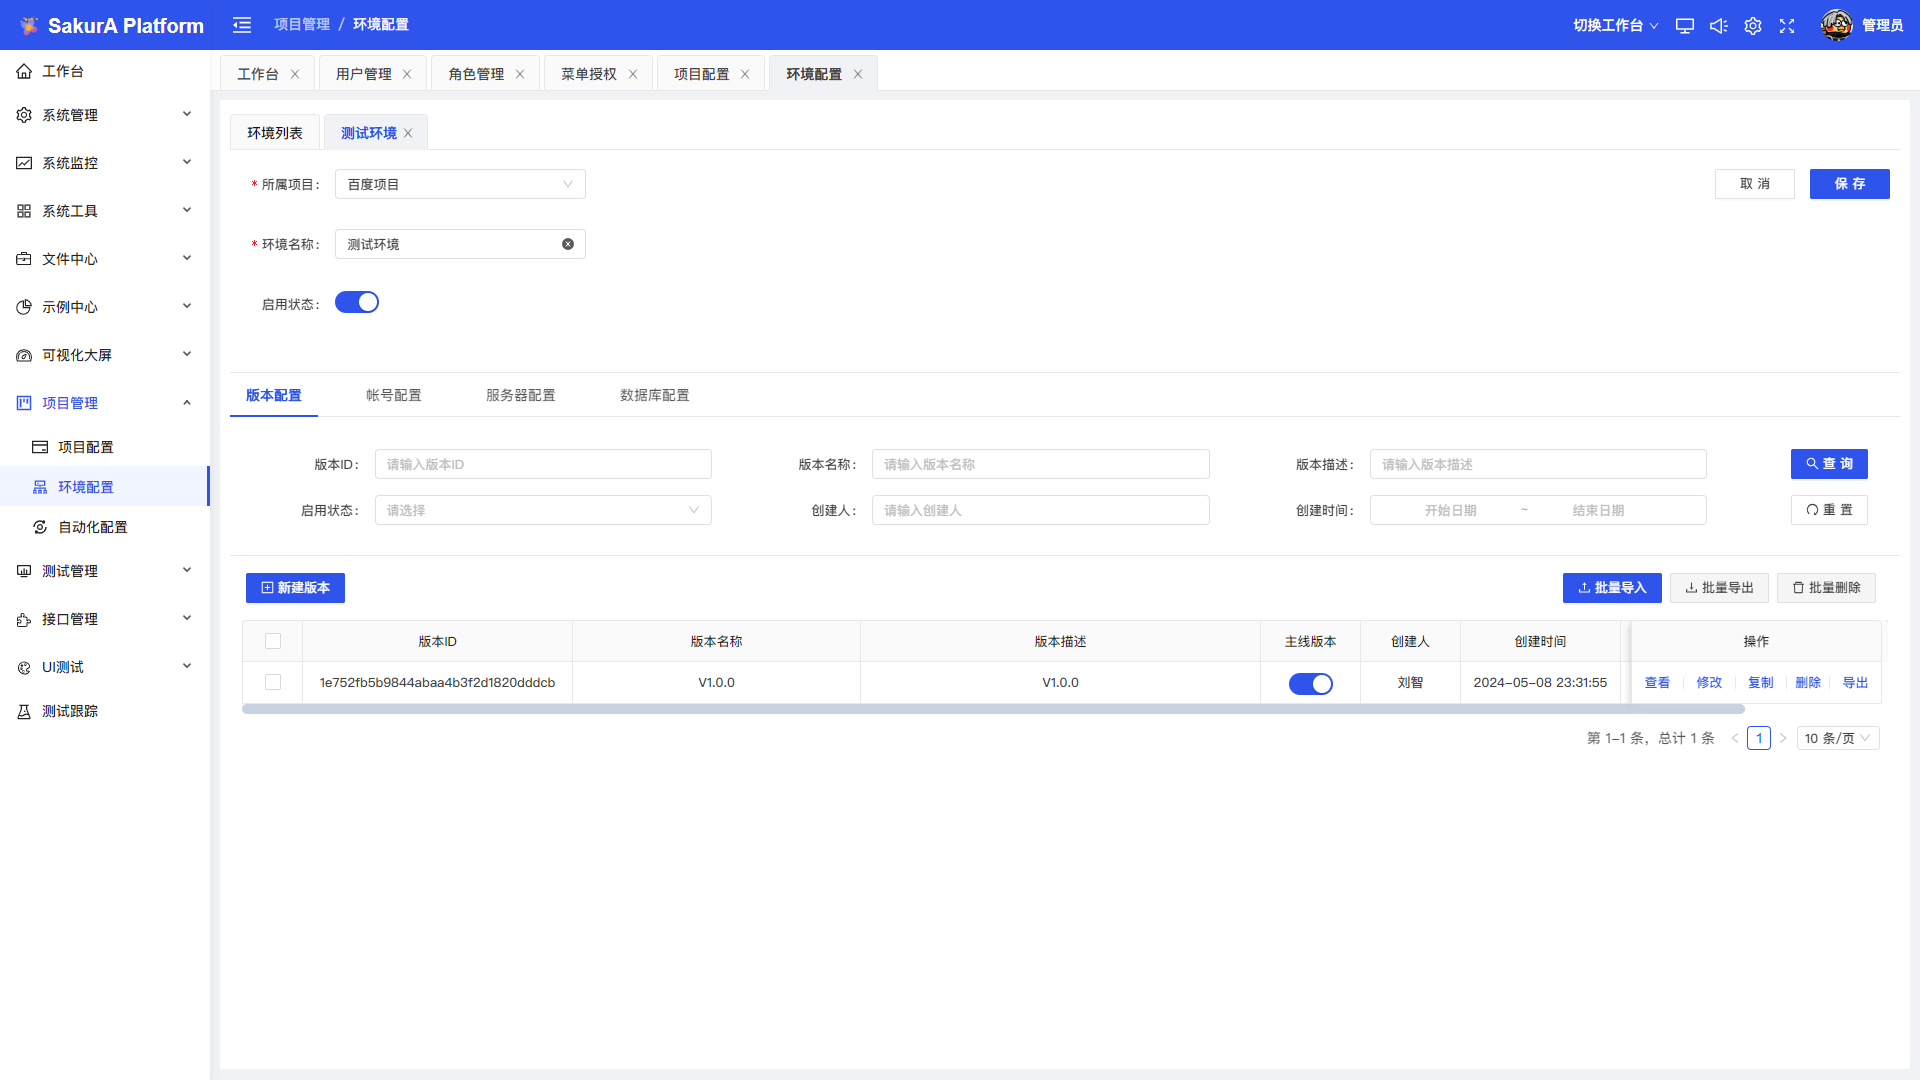 SakurA Platform
项目管理 / 环境配置
切换工作台
管理员
工作台
系统管理
系统监控
系统工具
文件中心
示例中心
可视化大屏
项目管理
项目配置
环境配置
自动化配置
测试管理
接口管理
UI测试
测试跟踪
工作台 用户管理 角色管理 菜单授权 项目配置 环境配置
环境列表 测试环境
* 所属项目： 百度项目
取 消 保 存
* 环境名称： 测试环境
启用状态：
版本配置 帐号配置 服务器配置 数据库配置
版本ID： 请输入版本ID 版本名称： 请输入版本名称 版本描述： 请输入版本描述 查 询
启用状态： 请选择 创建人： 请输入创建人 创建时间： 开始日期 ~ 结束日期 重 置
新建版本 批量导入 批量导出 批量删除
版本ID 版本名称 版本描述 主线版本 创建人 创建时间 操作
1e752fb5b9844abaa4b3f2d1820dddcb V1.0.0 V1.0.0 刘智 2024-05-08 23:31:55 查看 修改 复制 删除 导出
第 1-1 条，总计 1 条 < 1 > 10 条/页